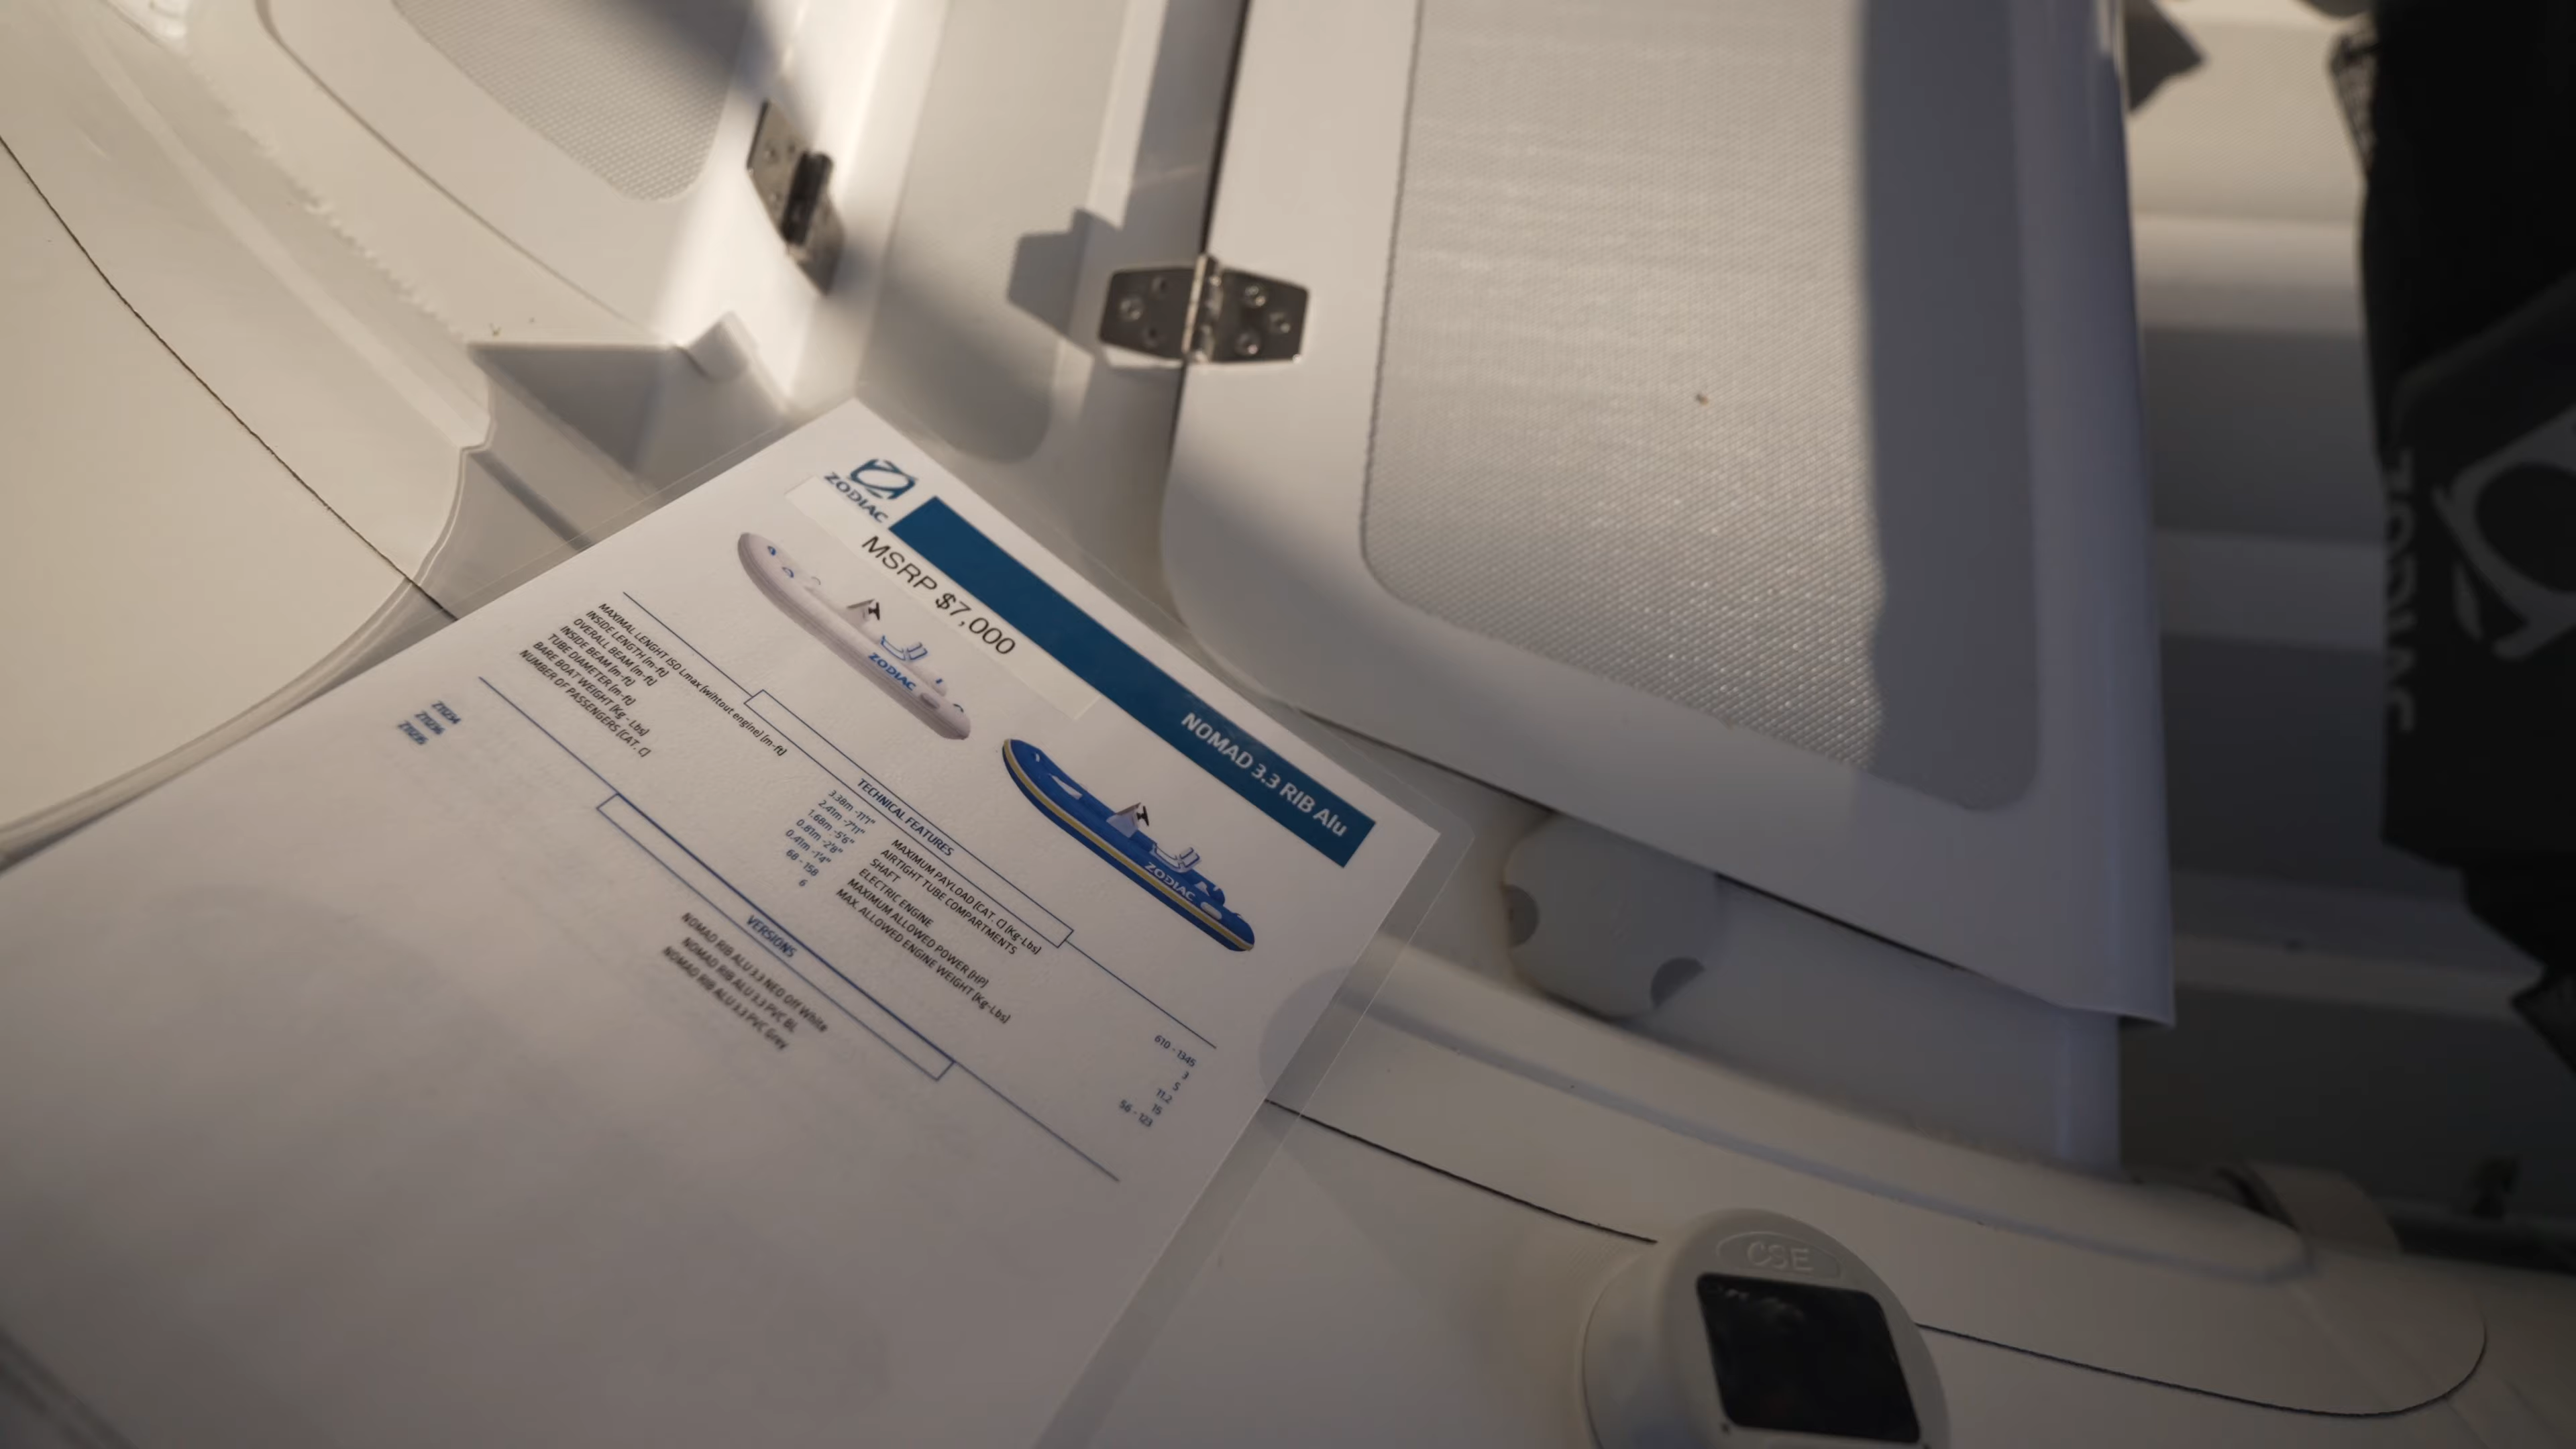 ZODIAC
NOMAD 3.3 RIB Alu
MSRP $7,000
ZODIAC
ZODIAC
TECHNICAL FEATURES
MAXIMAL LENGHT ISO Lmax (wihtout engine) (m-ft)
3.38m -11'1"
INSIDE LENGTH (m-ft)
2.41m -7'11"
OVERALL BEAM (m-ft)
1.68m -5'6"
INSIDE BEAM (m-ft)
0.81m -2'8"
TUBE DIAMETER (m-ft)
0.41m -1'4"
BARE BOAT WEIGHT (Kg - Lbs)
68 - 150
NUMBER OF PASSENGERS (CAT. C)
6
MAXIMUM PAYLOAD (CAT. C) (Kg-Lbs)
610 - 1345
AIRTIGHT TUBE COMPARTMENTS
3
SHAFT
S
ELECTRIC ENGINE
11.2
MAXIMUM ALLOWED POWER (HP)
15
MAX. ALLOWED ENGINE WEIGHT (Kg-Lbs)
56 - 123
VERSIONS
NOMAD RIB ALU 3.3 NEO Off White
NOMAD RIB ALU 3.3 PVC BL
NOMAD RIB ALU 3.3 PVC Grey
CSE